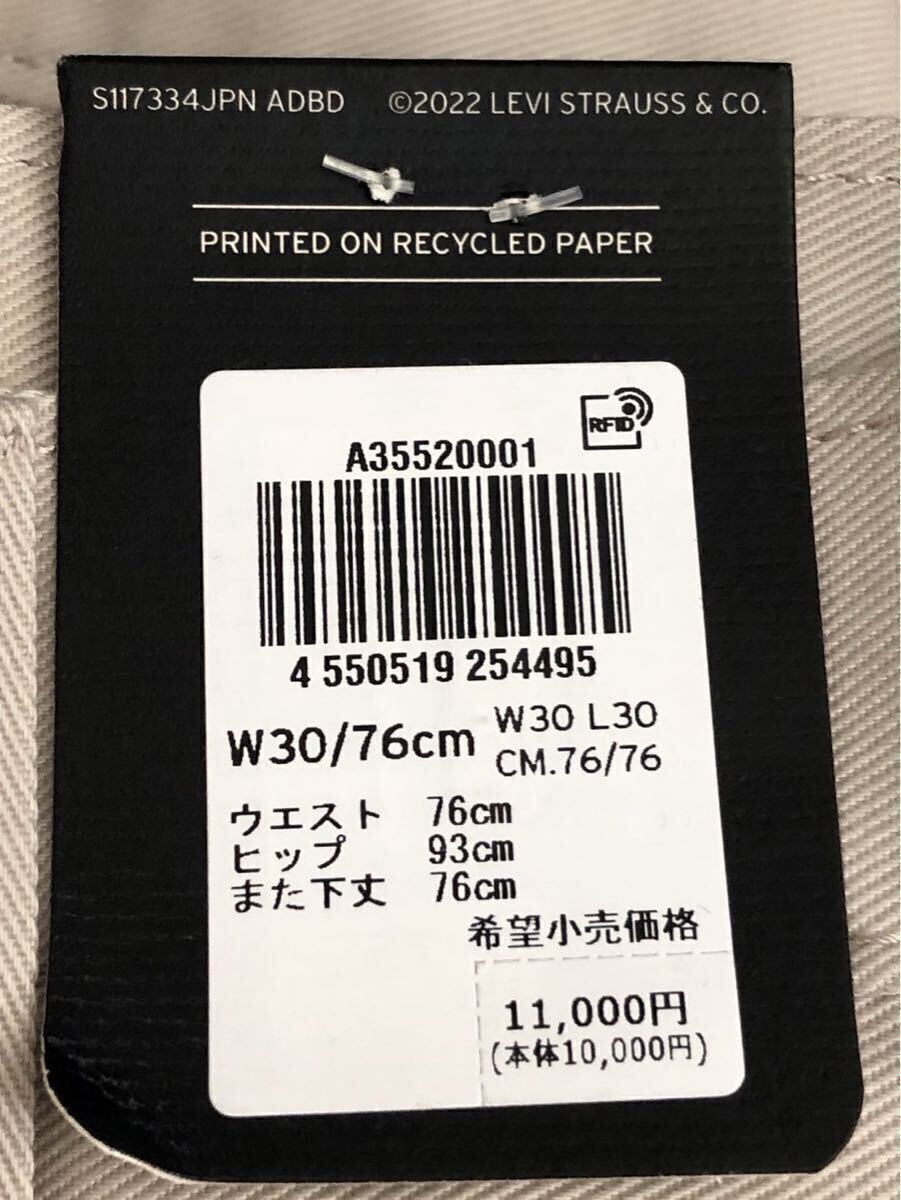 S117334JPN ADBD ©2022 LEVI STRAUSS & CO.
PRINTED ON RECYCLED PAPER
RFID
A35520001
4 550519 254495
W30/76cm W30 L30
CM.76/76
ウエスト 76cm
ヒップ 93cm
また下丈 76cm
希望小売価格
11,000円
(本体10,000円)